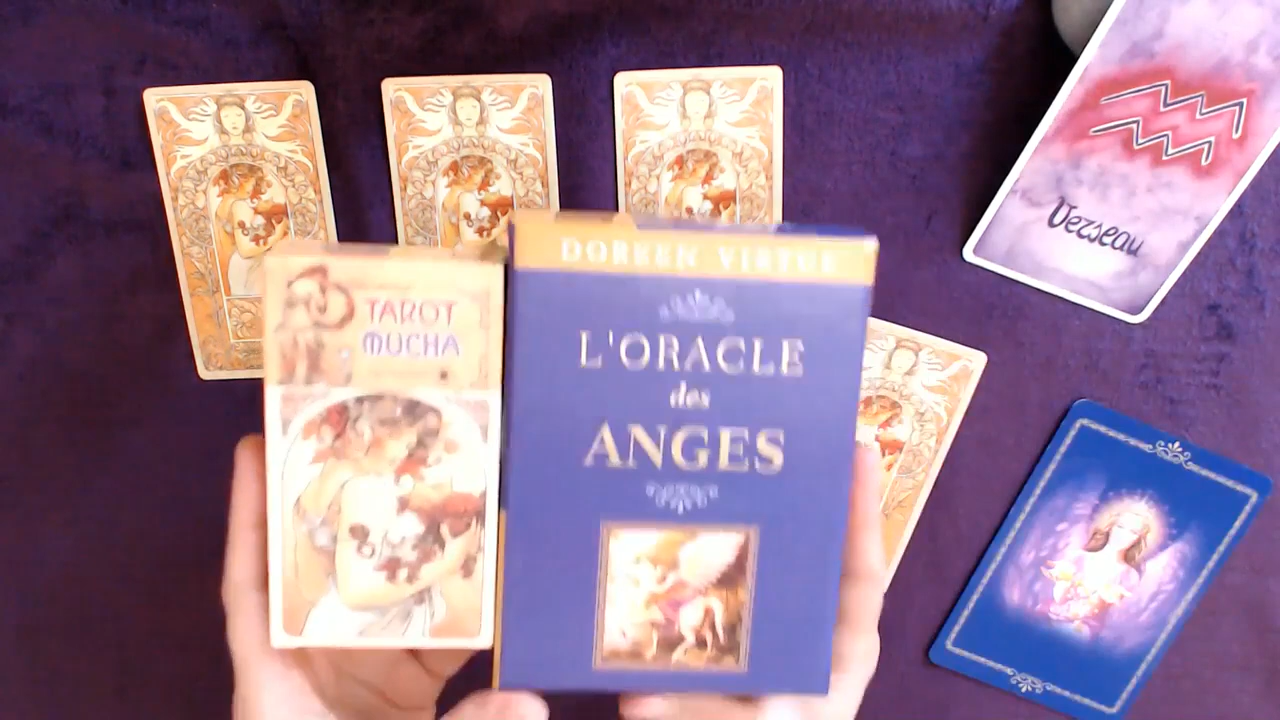 Verseau
TAROT
MUCHA
DOREEN VIRTUE
L'ORACLE
des
ANGES